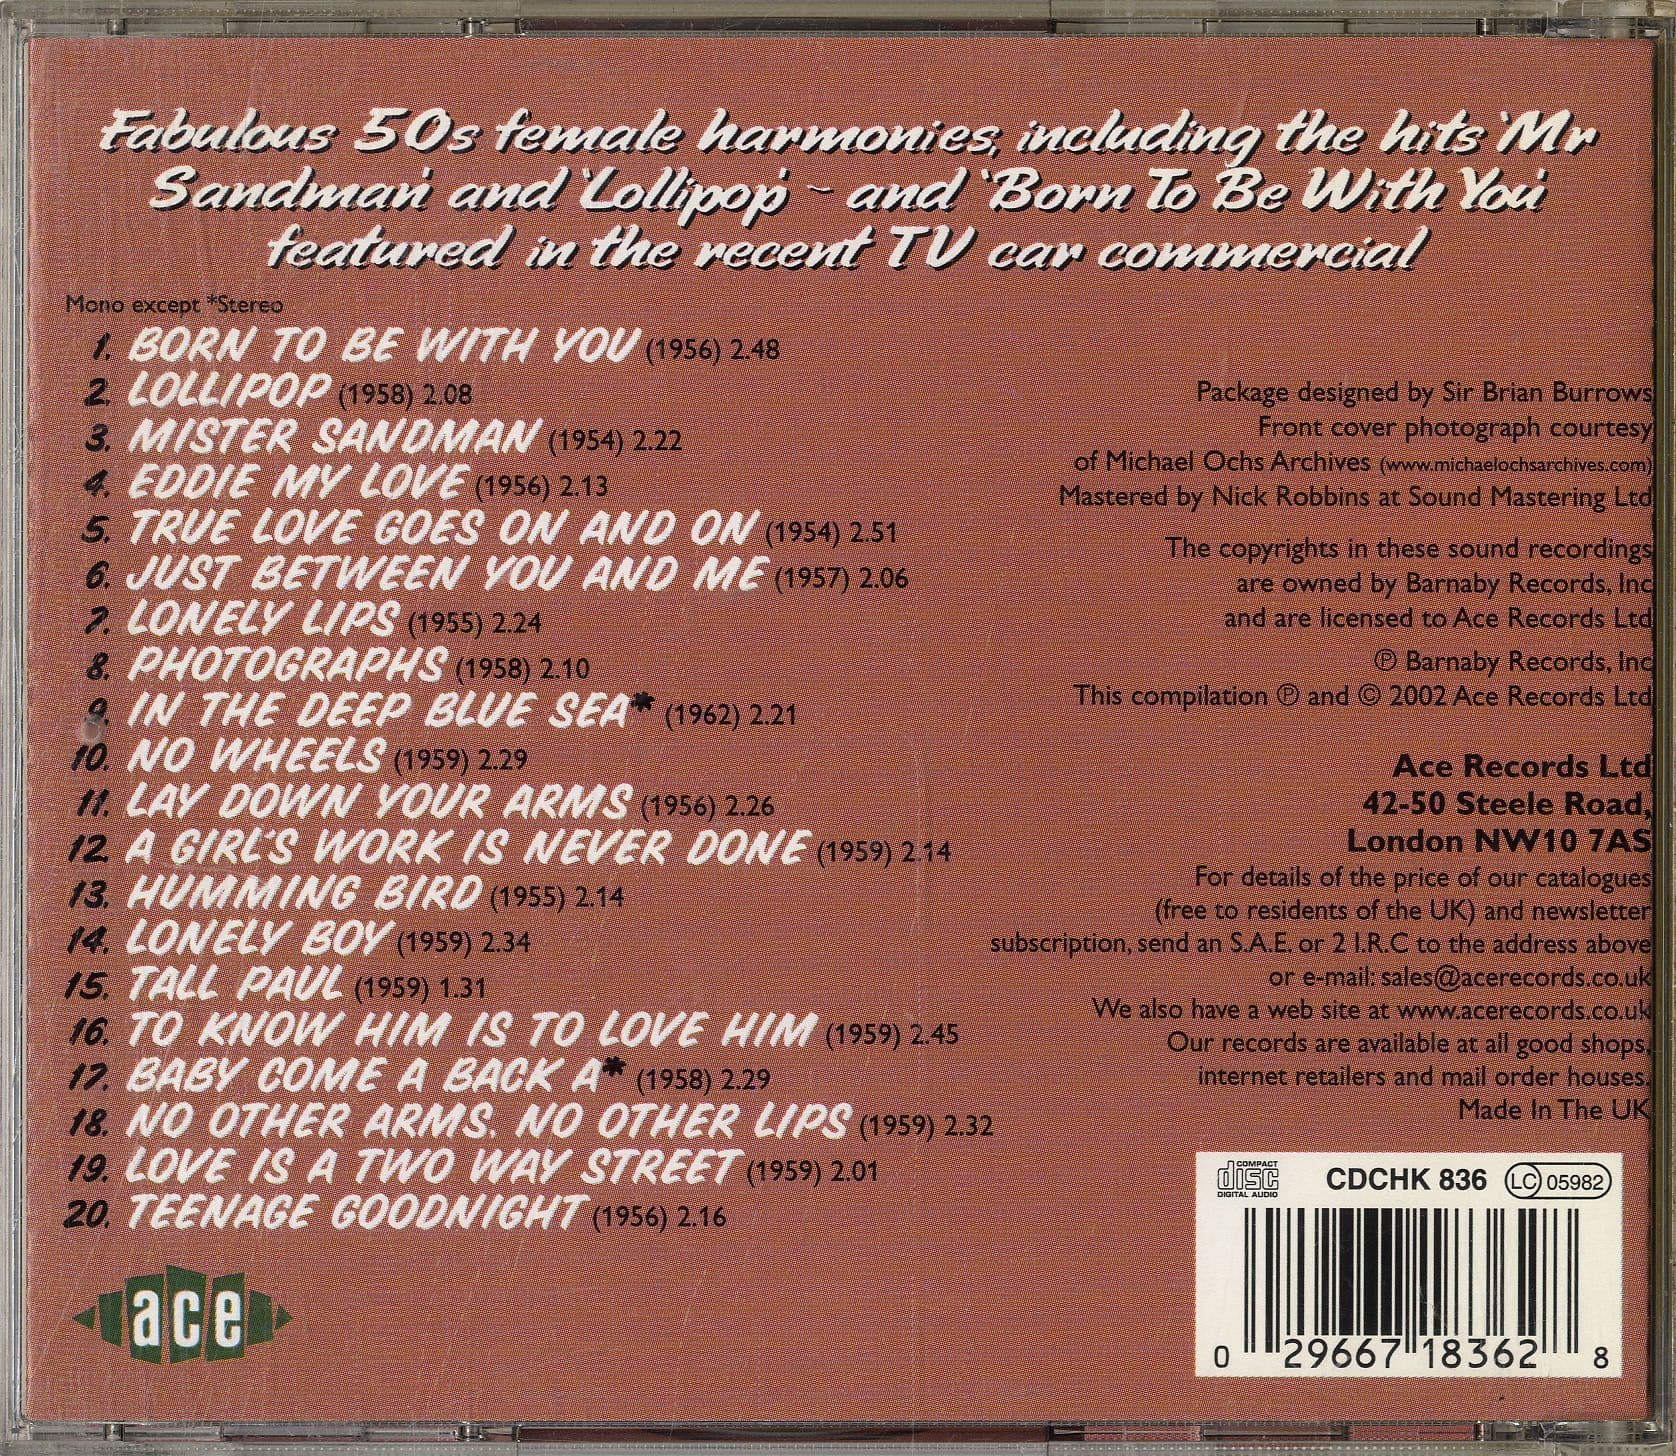 Fabulous 50s female harmonies, including the hits 'Mr
Sandman' and 'Lollipop' ~ and 'Born To Be With You'
featured in the recent TV car commercial
Mono except *Stereo
1. BORN TO BE WITH YOU (1956) 2.48
2. LOLLIPOP (1958) 2.08
3. MISTER SANDMAN (1954) 2.22
4. EDDIE MY LOVE (1956) 2.13
5. TRUE LOVE GOES ON AND ON (1954) 2.51
6. JUST BETWEEN YOU AND ME (1957) 2.06
7. LONELY LIPS (1955) 2.24
8. PHOTOGRAPHS (1958) 2.10
9. IN THE DEEP BLUE SEA* (1962) 2.21
10. NO WHEELS (1959) 2.29
11. LAY DOWN YOUR ARMS (1956) 2.26
12. A GIRL'S WORK IS NEVER DONE (1959) 2.14
13. HUMMING BIRD (1955) 2.14
14. LONELY BOY (1959) 2.34
15. TALL PAUL (1959) 1.31
16. TO KNOW HIM IS TO LOVE HIM (1959) 2.45
17. BABY COME A BACK A* (1958) 2.29
18. NO OTHER ARMS, NO OTHER LIPS (1959) 2.32
19. LOVE IS A TWO WAY STREET (1959) 2.01
20. TEENAGE GOODNIGHT (1956) 2.16
ace
Package designed by Sir Brian Burrows
Front cover photograph courtesy
of Michael Ochs Archives (www.michaelochsarchives.com)
Mastered by Nick Robbins at Sound Mastering Ltd
The copyrights in these sound recordings
are owned by Barnaby Records, Inc
and are licensed to Ace Records Ltd
℗ Barnaby Records, Inc
This compilation ℗ and © 2002 Ace Records Ltd
Ace Records Ltd
42-50 Steele Road,
London NW10 7AS
For details of the price of our catalogues
(free to residents of the UK) and newsletter
subscription, send an S.A.E. or 2 I.R.C to the address above
or e-mail: sales@acerecords.co.uk
We also have a web site at www.acerecords.co.uk
Our records are available at all good shops,
internet retailers and mail order houses.
Made In The UK
COMPACT disc DIGITAL AUDIO CDCHK 836 LC 05982
0 29667 18362 8